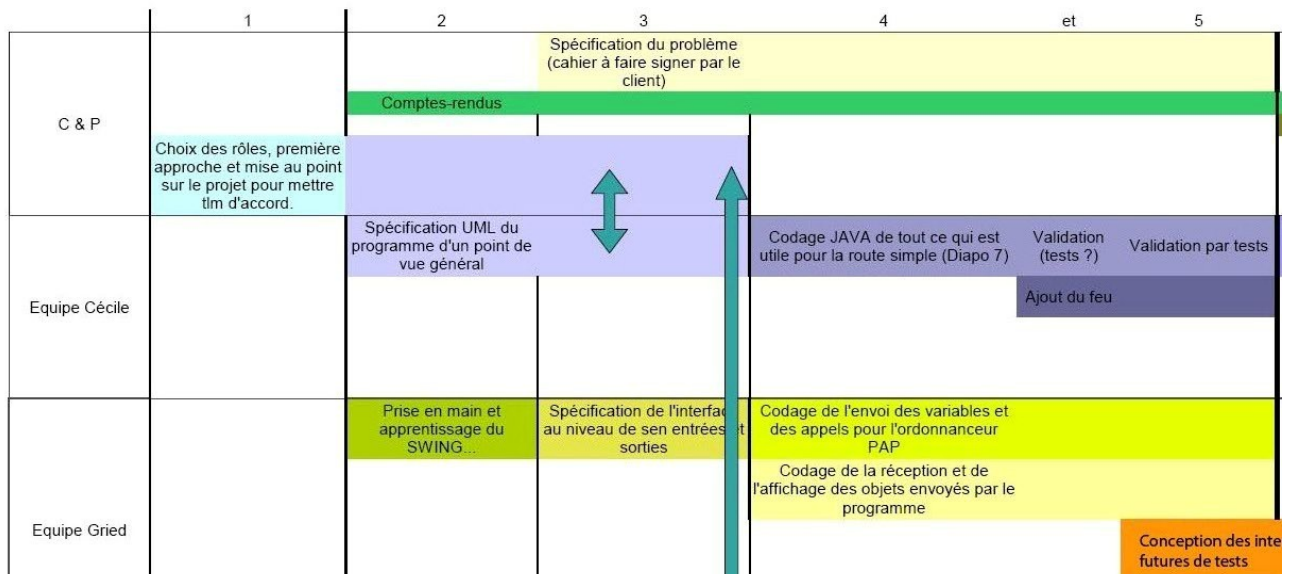 1 2 3 4 et 5
Spécification du problème
(cahier à faire signer par le
client)
Comptes-rendus
C & P
Choix des rôles, première
approche et mise au point
sur le projet pour mettre
tlm d'accord.
Spécification UML du
programme d'un point de
vue général
Codage JAVA de tout ce qui est
utile pour la route simple (Diapo 7)
Validation
(tests ?)
Validation par tests
Equipe Cécile
Ajout du feu
Prise en main et
apprentissage du
SWING...
Spécification de l'interfac
au niveau de sen entrées et
sorties
Codage de l'envoi des variables et
des appels pour l'ordonnanceur
PAP
Codage de la réception et de
l'affichage des objets envoyés par le
programme
Equipe Gried
Conception des inte
futures de tests